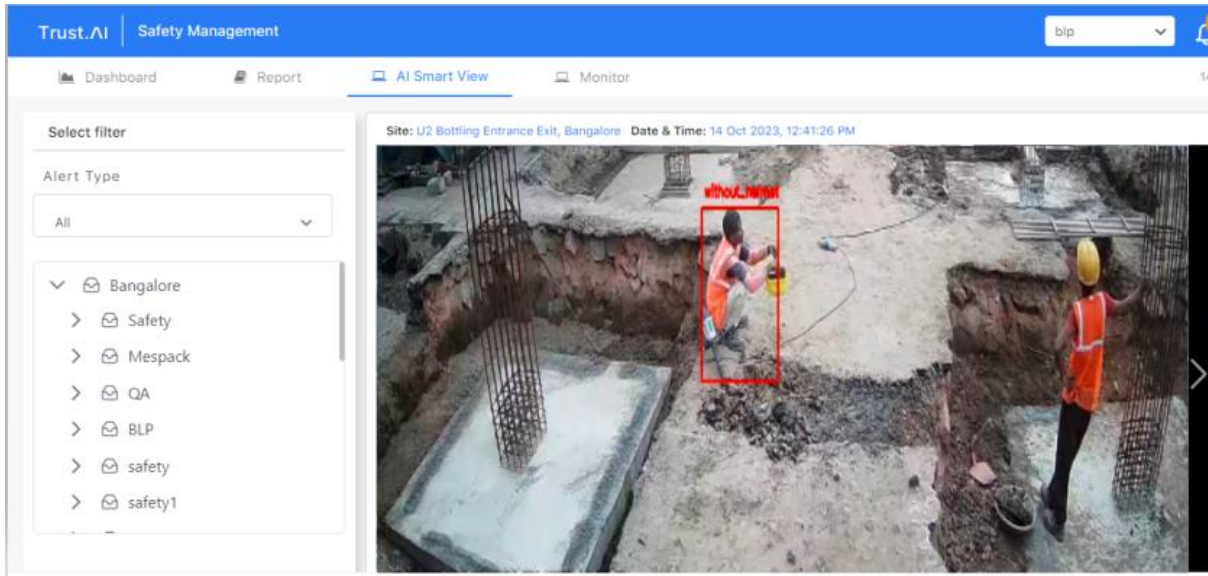 Trust.AI Safety Management
blp
Dashboard Report AI Smart View Monitor
Select filter
Site: U2 Bottling Entrance Exit, Bangalore Date & Time: 14 Oct 2023, 12:41:26 PM
Alert Type
without_helmet
All
Bangalore
Safety
Mespack
QA
BLP
safety
safety1